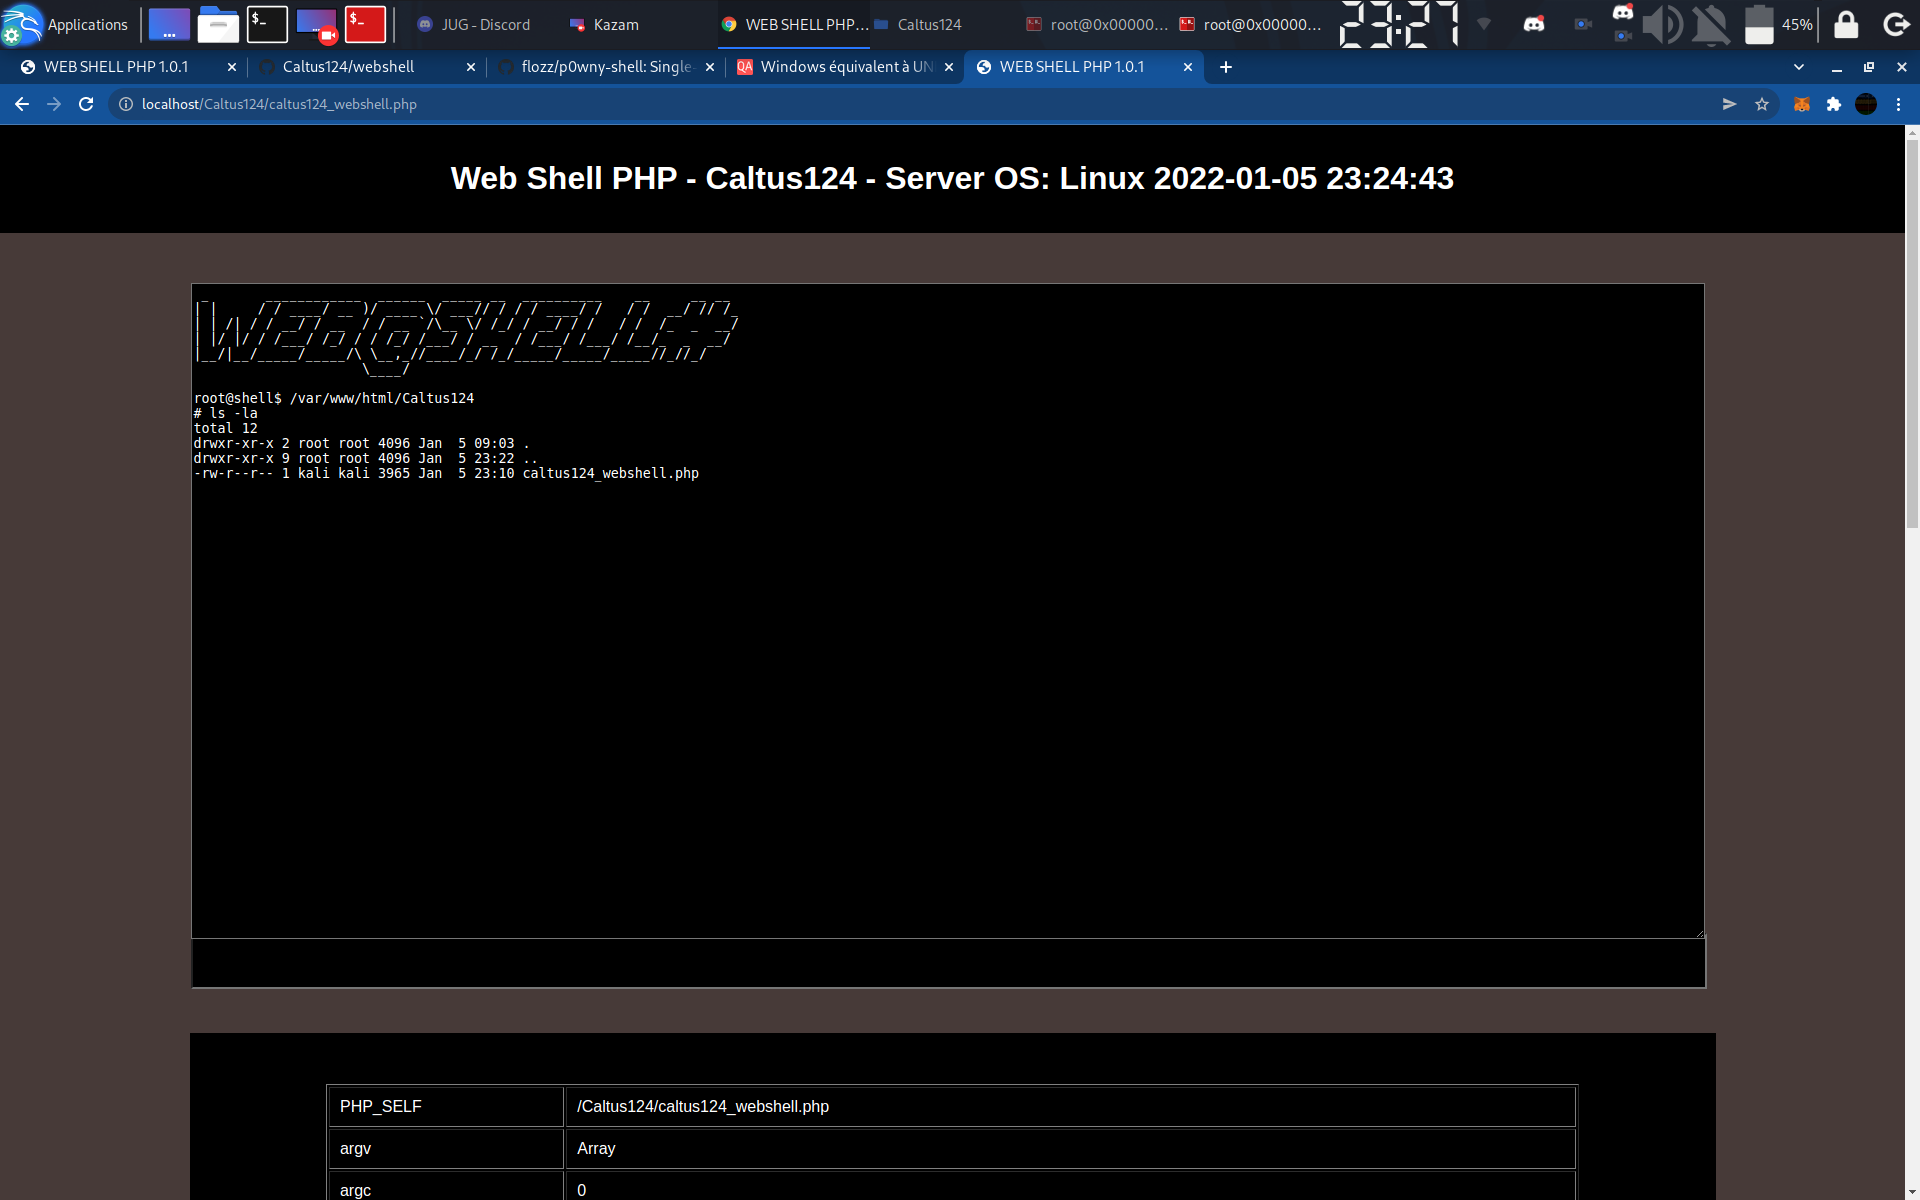 Applications
JUG - Discord
Kazam
WEB SHELL PHP...
Caltus124
root@0x00000...
root@0x00000...
23:27
45%
WEB SHELL PHP 1.0.1
Caltus124/webshell
flozz/p0wny-shell: Single-
QA
Windows équivalent à UN
WEB SHELL PHP 1.0.1
localhost/Caltus124/caltus124_webshell.php
Web Shell PHP - Caltus124 - Server OS: Linux 2022-01-05 23:24:43
root@shell$ /var/www/html/Caltus124
# ls -la
total 12
drwxr-xr-x 2 root root 4096 Jan  5 09:03 .
drwxr-xr-x 9 root root 4096 Jan  5 23:22 ..
-rw-r--r-- 1 kali kali 3965 Jan  5 23:10 caltus124_webshell.php
PHP_SELF
/Caltus124/caltus124_webshell.php
argv
Array
argc
0